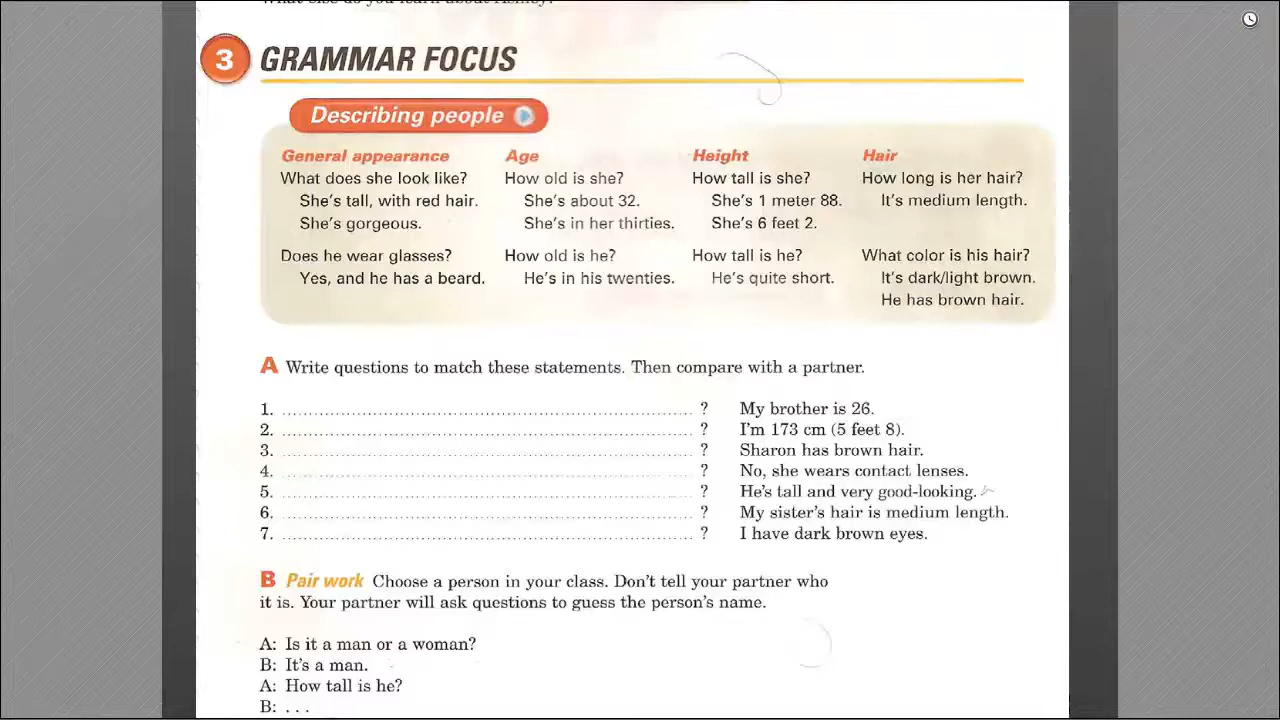 3 GRAMMAR FOCUS
Describing people
General appearance
What does she look like?
She's tall, with red hair.
She's gorgeous.
Does he wear glasses?
Yes, and he has a beard.
Age
How old is she?
She's about 32.
She's in her thirties.
How old is he?
He's in his twenties.
Height
How tall is she?
She's 1 meter 88.
She's 6 feet 2.
How tall is he?
He's quite short.
Hair
How long is her hair?
It's medium length.
What color is his hair?
It's dark/light brown.
He has brown hair.
A Write questions to match these statements. Then compare with a partner.
1. ........ ? My brother is 26.
2. ........ ? I'm 173 cm (5 feet 8).
3. ........ ? Sharon has brown hair.
4. ........ ? No, she wears contact lenses.
5. ........ ? He's tall and very good-looking.
6. ........ ? My sister's hair is medium length.
7. ........ ? I have dark brown eyes.
B Pair work Choose a person in your class. Don't tell your partner who
it is. Your partner will ask questions to guess the person's name.
A: Is it a man or a woman?
B: It's a man.
A: How tall is he?
B: . . .